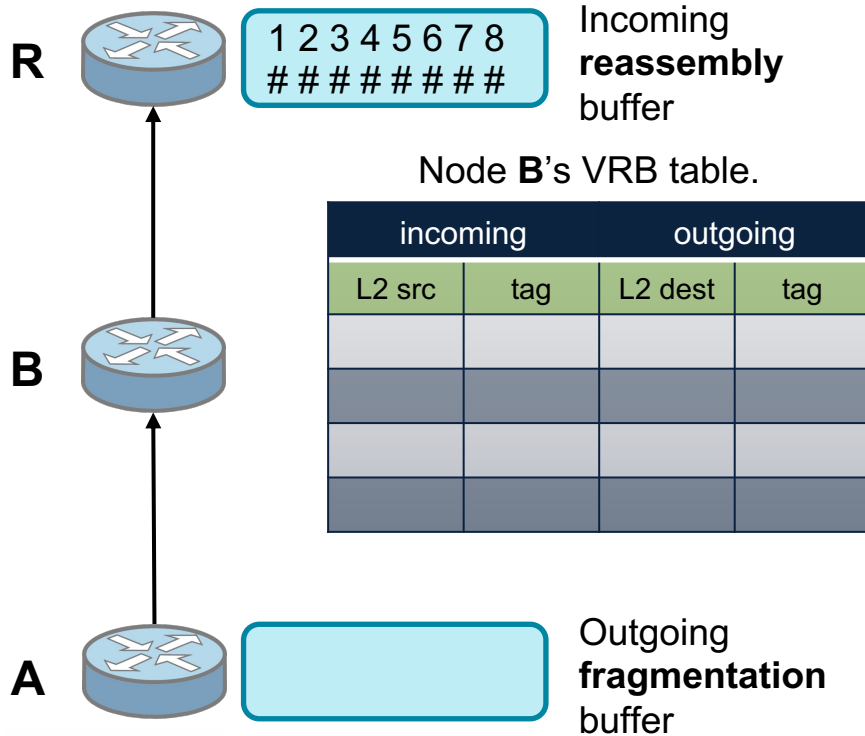 R
1 2 3 4 5 6 7 8
# # # # # # # #
Incoming
reassembly
buffer
Node B’s VRB table.
incoming outgoing
L2 src tag L2 dest tag
B
A
Outgoing
fragmentation
buffer